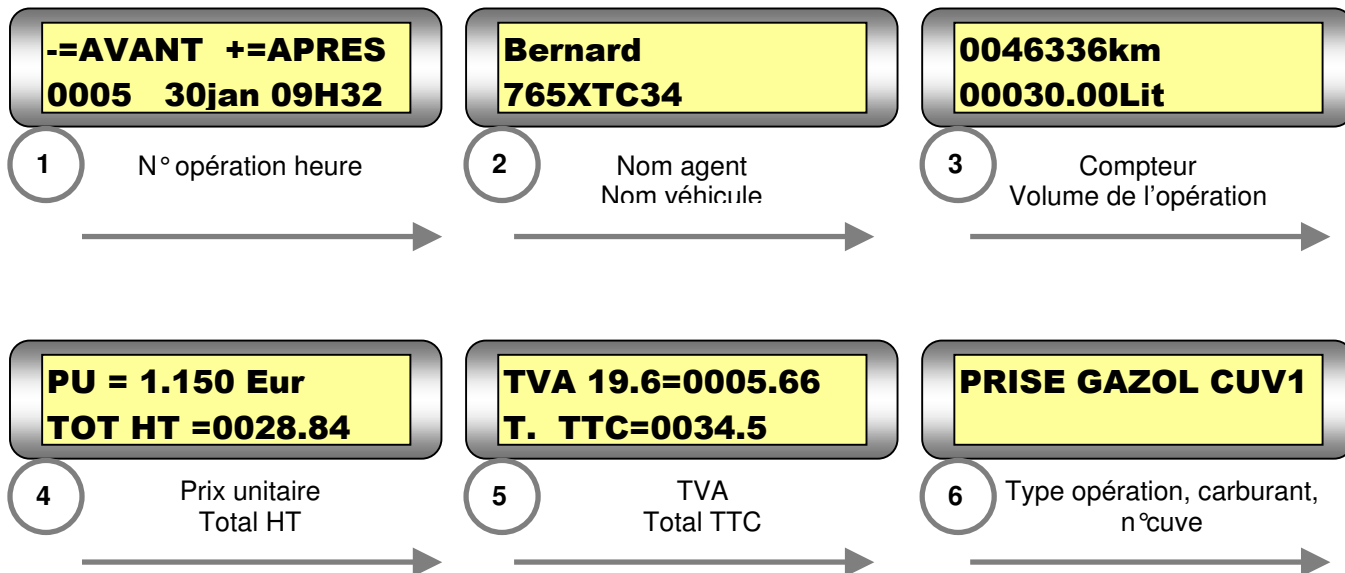 -=AVANT +=APRES
0005 30jan 09H32
1
N° opération heure
Bernard
765XTC34
2
Nom agent
Nom véhicule
0046336km
00030.00Lit
3
Compteur
Volume de l'opération
PU = 1.150 Eur
TOT HT =0028.84
4
Prix unitaire
Total HT
TVA 19.6=0005.66
T. TTC=0034.5
5
TVA
Total TTC
PRISE GAZOL CUV1
6
Type opération, carburant,
n°cuve